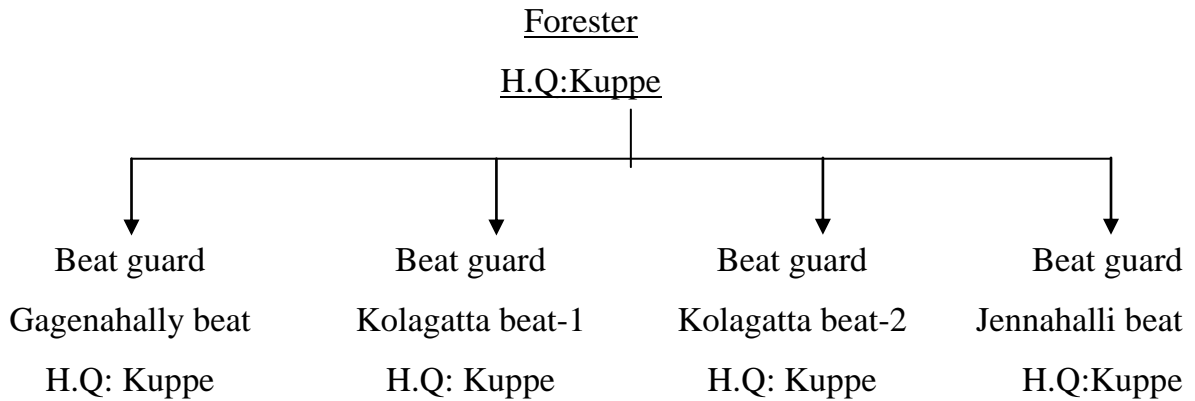 Forester
H.Q:Kuppe
Beat guard Beat guard Beat guard Beat guard
Gagenahally beat Kolagatta beat-1 Kolagatta beat-2 Jennahalli beat
H.Q: Kuppe H.Q: Kuppe H.Q: Kuppe H.Q:Kuppe